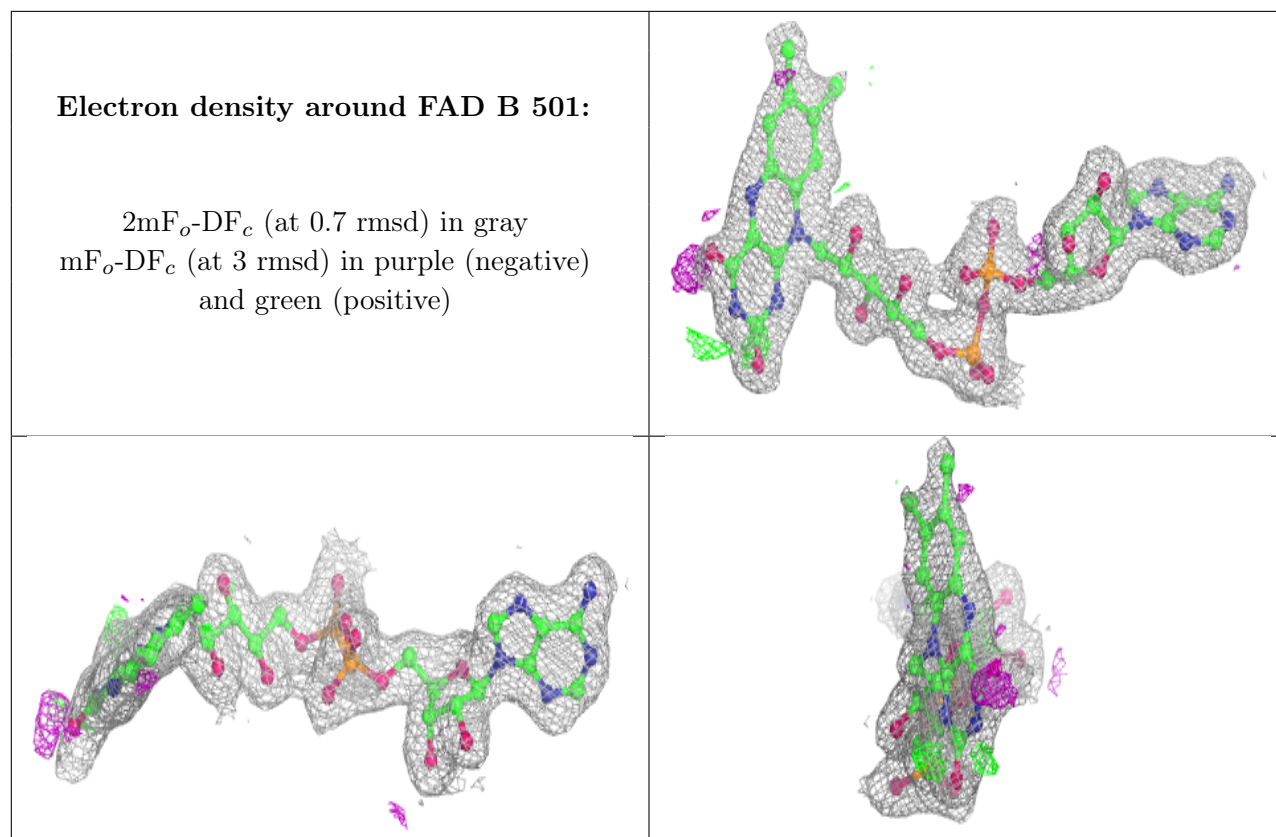 Electron density around FAD B 501:
2mFo-DFc (at 0.7 rmsd) in gray
mFo-DFc (at 3 rmsd) in purple (negative)
and green (positive)